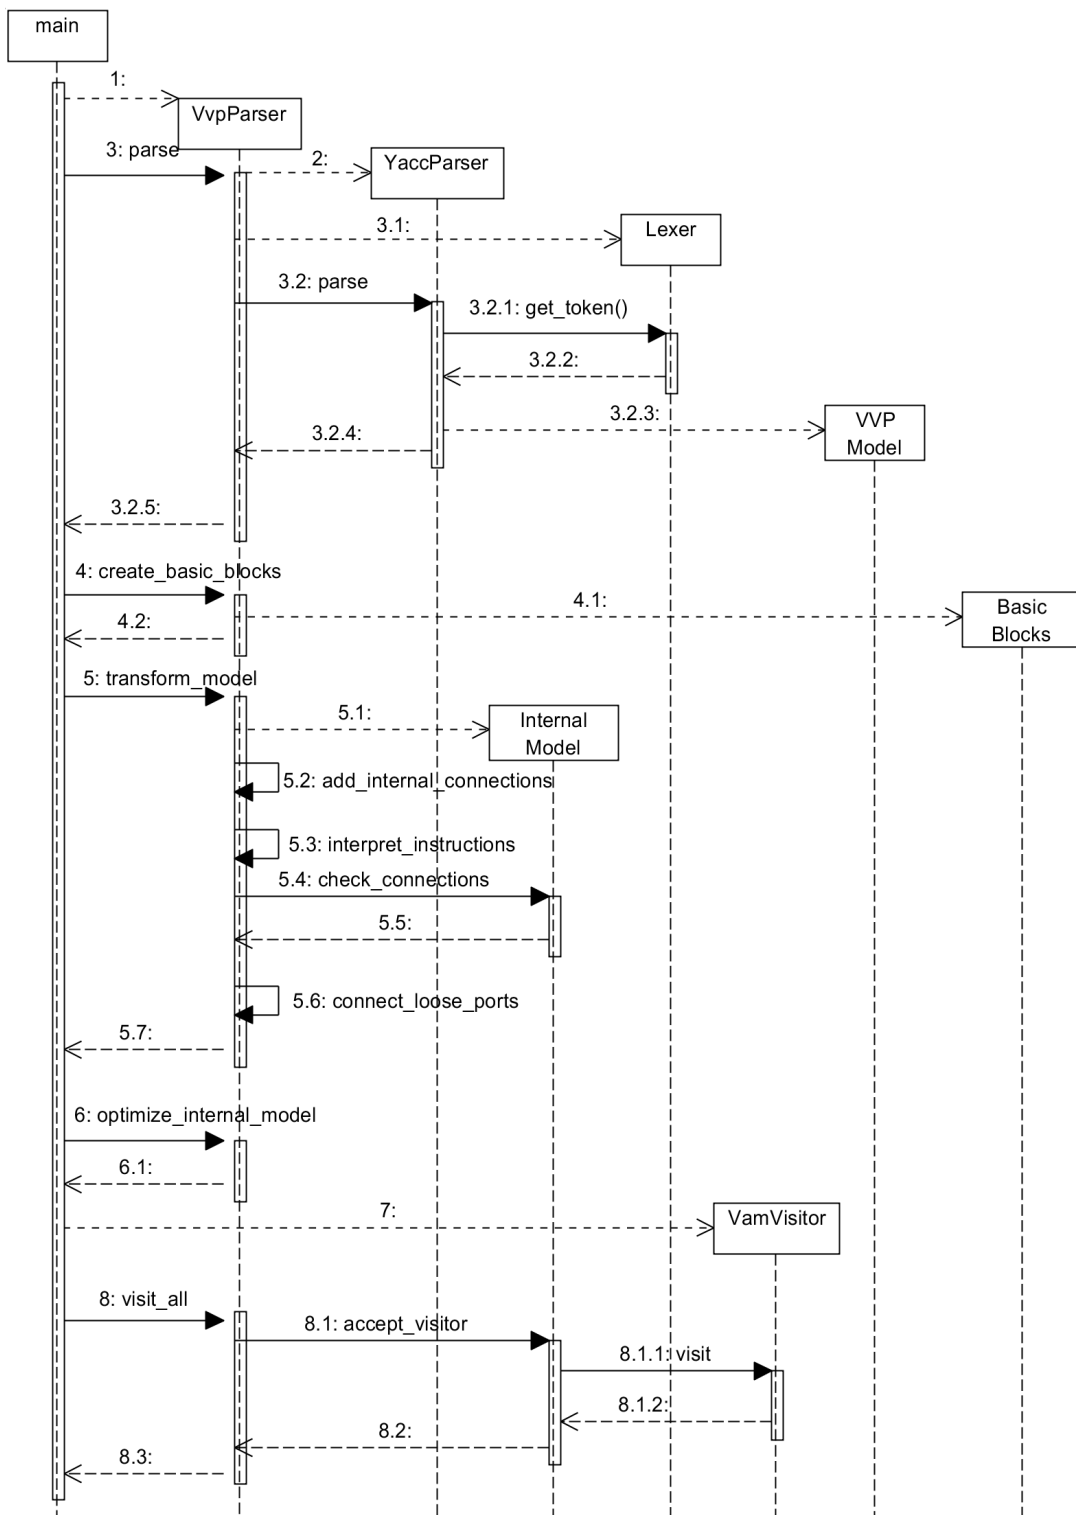 main
1:
VvpParser
3: parse
2:
YaccParser
3.1:
Lexer
3.2: parse
3.2.1: get_token()
3.2.2:
3.2.3:
VVP
Model
3.2.4:
3.2.5:
4: create_basic_blocks
4.1:
Basic
Blocks
4.2:
5: transform_model
5.1:
Internal
Model
5.2: add_internal_connections
5.3: interpret_instructions
5.4: check_connections
5.5:
5.6: connect_loose_ports
5.7:
6: optimize_internal_model
6.1:
7:
VamVisitor
8: visit_all
8.1: accept_visitor
8.1.1: visit
8.1.2:
8.2:
8.3: